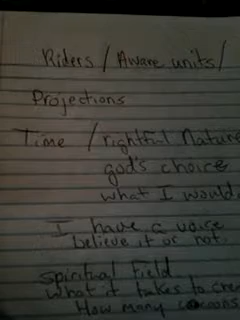 Riders / Aware units /
Projections
Time / rightful Nature
god's choice
what I would
I have a voice
believe it or not.
spiritual Field
what it takes to
How many cocoons